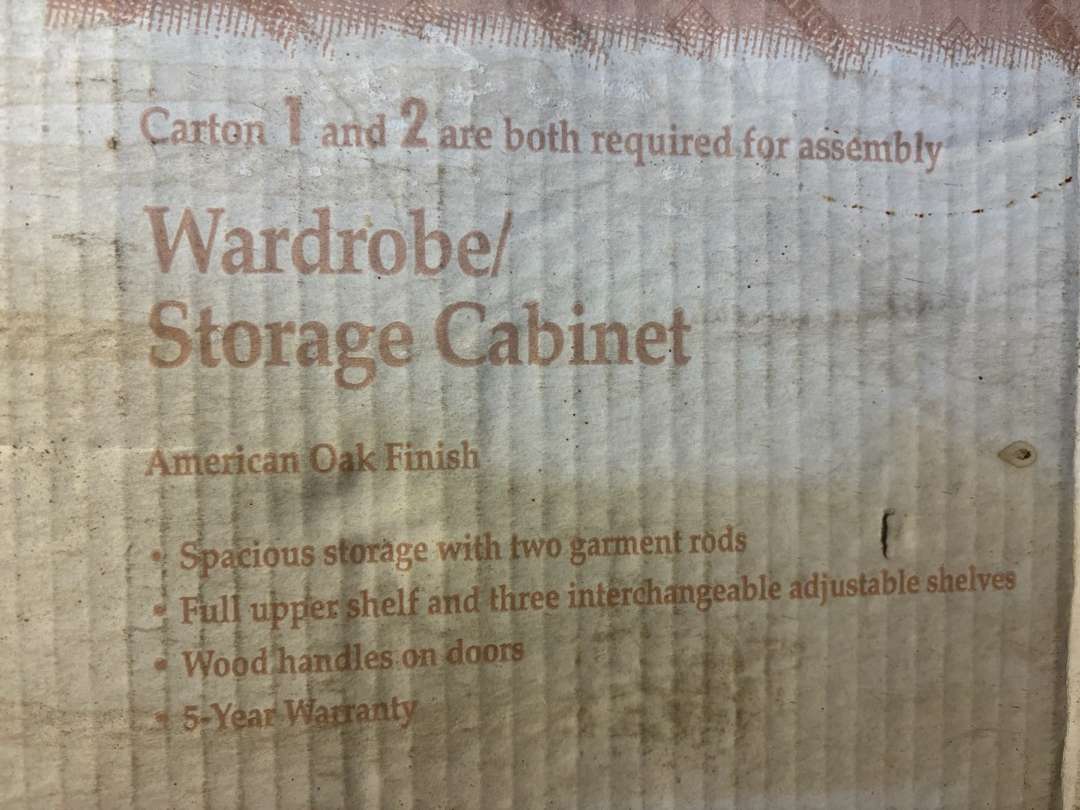 Carton 1 and 2 are both required for assembly
Wardrobe/
Storage Cabinet
American Oak Finish
• Spacious storage with two garment rods
• Full upper shelf and three interchangeable adjustable shelves
• Wood handles on doors
• 5-Year Warranty